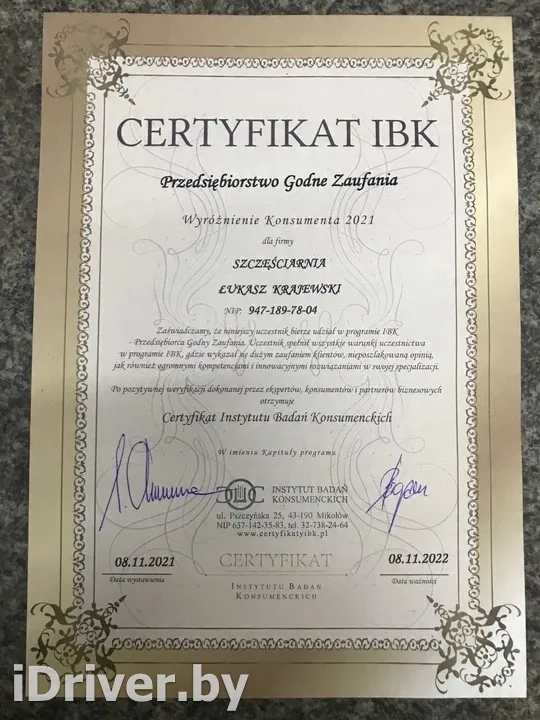 CERTYFIKAT IBK
Przedsiębiorstwo Godne Zaufania
Wyróżnienie Konsumenta 2021
dla firmy
SZCZĘŚCIARNIA
ŁUKASZ KRAJEWSKI
NIP: 947-189-78-04
Zaświadczamy, że niniejszy uczestnik bierze udział w programie IBK
- Przedsiębiorca Godny Zaufania. Uczestnik spełnił wszystkie warunki uczestnictwa
w programie IBK, gdzie wykazał się dużym zaufaniem klientów, nieposzlakowaną opinią,
jak również ogromnymi kompetencjami i innowacyjnymi rozwiązaniami w swojej specjalizacji.
Po pozytywnej weryfikacji dokonanej przez ekspertów, konsumentów i partnerów biznesowych
otrzymuje
Certyfikat Instytutu Badań Konsumenckich
W imieniu Kapituły programu
INSTYTUT BADAŃ
KONSUMENCKICH
ul. Pszczyńska 25, 43-190 Mikołów
NIP 637-142-35-83, tel. 32-738-24-64
www.certyfikatyibk.pl
08.11.2021
Data wystawienia
CERTYFIKAT
INSTYTUTU BADAŃ
KONSUMENCKICH
08.11.2022
Data ważności
iDriver.by